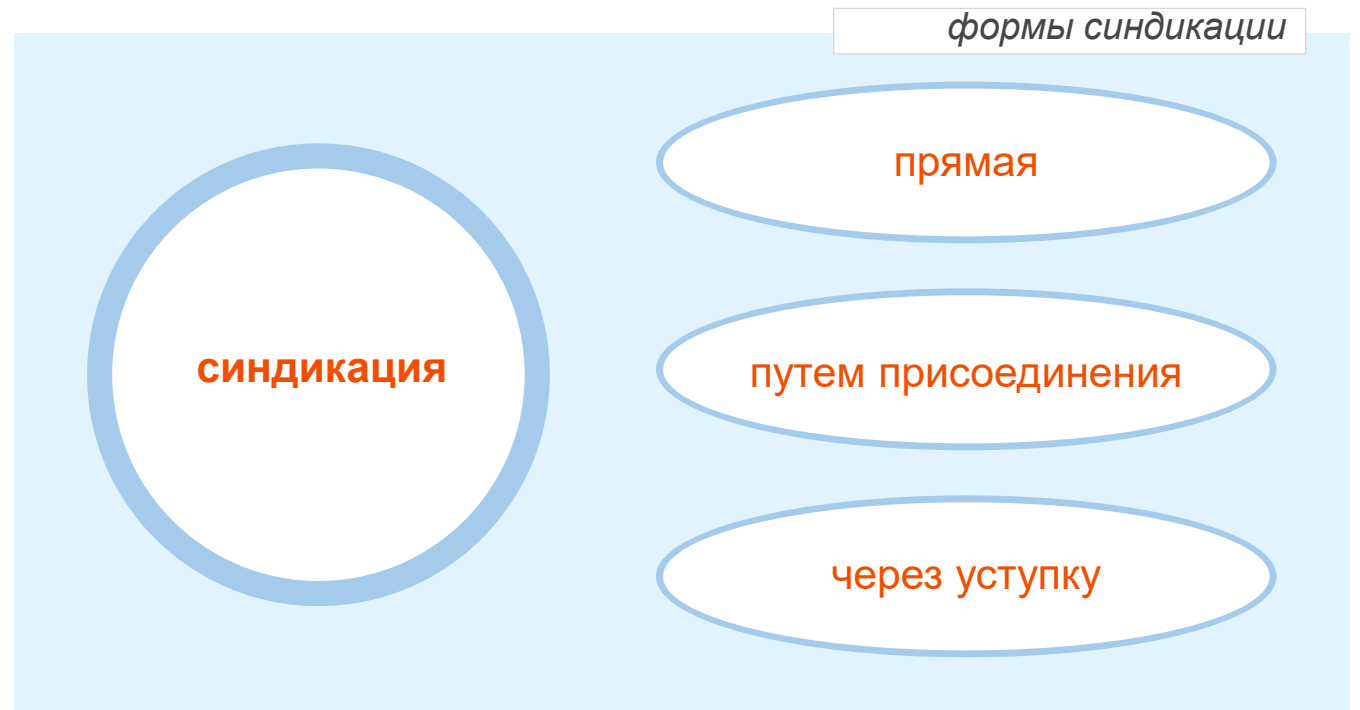 формы синдикации
синдикация
прямая
путем присоединения
через уступку